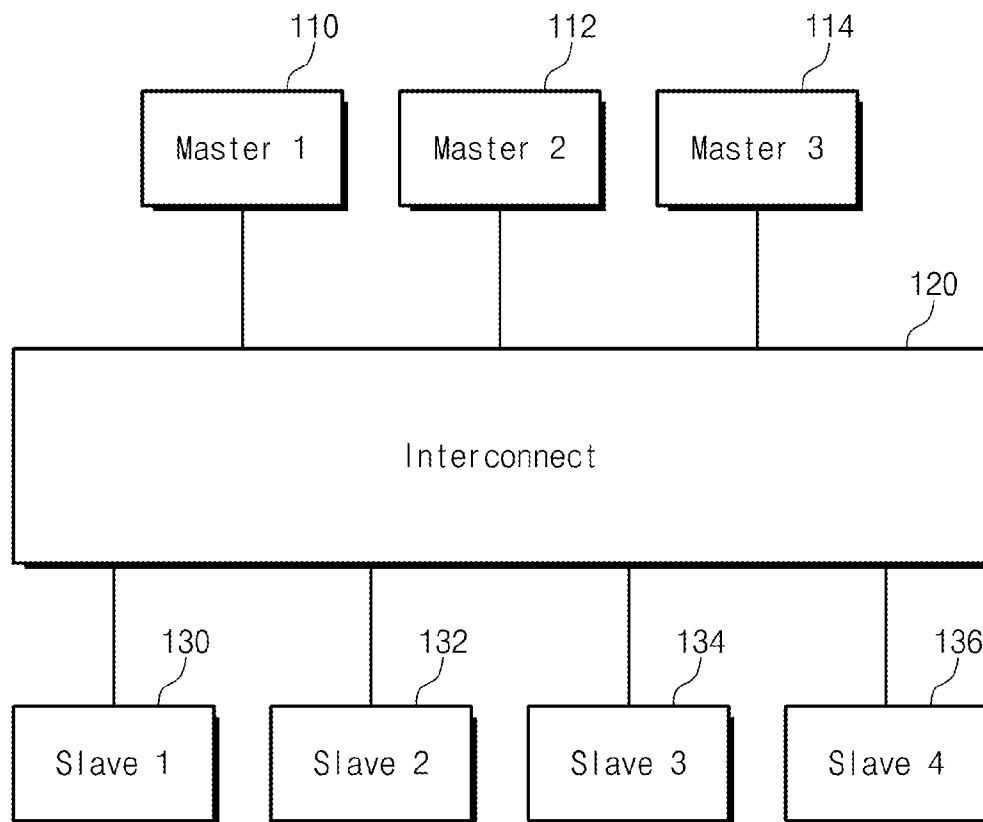 110 112 114
Master 1 Master 2 Master 3
120
Interconnect
130 132 134 136
Slave 1 Slave 2 Slave 3 Slave 4